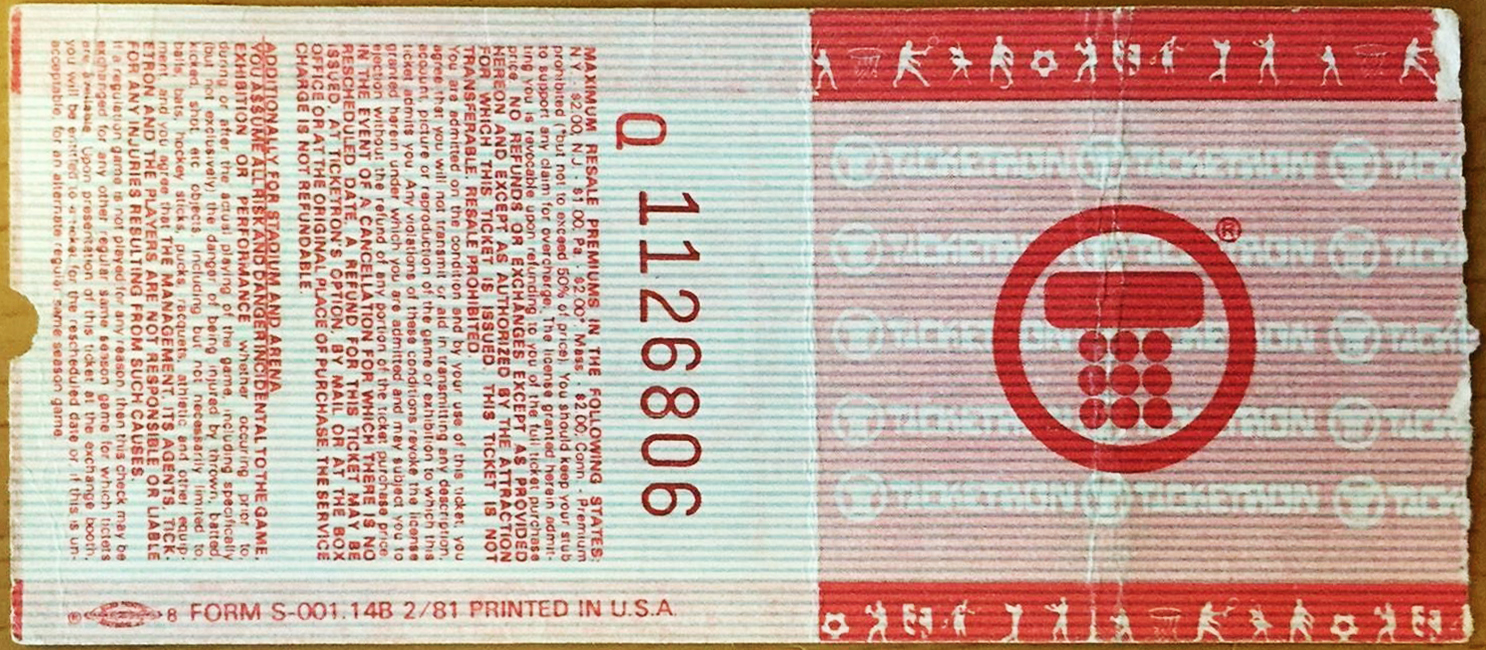 Q 1126806
MAXIMUM RESALE PREMIUMS IN THE FOLLOWING STATES:
NY - $2.00, N.J. - $1.00, Pa. - $2.00* Mass. - $2.00, Conn. - Premium
prohibited (*but not to exceed 50% of price). You should keep your stub
to support any claim for overcharge. The license granted herein admit-
ting you is revocable upon refunding to you of the full ticket purchase
price. NO REFUNDS OR EXCHANGES EXCEPT AS PROVIDED
HEREON AND EXCEPT AS AUTHORIZED BY THE ATTRACTION
FOR WHICH THIS TICKET IS ISSUED. THIS TICKET IS NOT
TRANSFERABLE. RESALE PROHIBITED.
You are admitted on the condition and by your use of this ticket, you
agree that you will not transmit or aid in transmitting any description,
account, picture or reproduction of the game or exhibition to which this
ticket admits you. Any violations of these conditions revoke the license
granted herein under which you are admitted and may subject you to
ejection without the refund of any portion of the ticket purchase price
IN THE EVENT OF A CANCELLATION FOR WHICH THERE IS NO
RESCHEDULED DATE, A REFUND FOR THIS TICKET MAY BE
ISSUED, AT TICKETRON'S OPTION, BY MAIL OR AT THE BOX
OFFICE OR AT THE ORIGINAL PLACE OF PURCHASE. THE SERVICE
CHARGE IS NOT REFUNDABLE.
ADDITIONALLY FOR STADIUM AND ARENA
YOU ASSUME ALL RISK AND DANGER INCIDENTAL TO THE GAME,
EXHIBITION OR PERFORMANCE whether occuring prior to,
during or after the actual playing of the game, including specifically
(but not exclusively) the danger of being injured by thrown, batted,
kicked, shot etc. objects including but not necessarily limited to,
balls, bats, hockey sticks, pucks, racquets, athletic and other equip-
ment, and you agree that THE MANAGEMENT, ITS AGENTS, TICK-
ETRON AND THE PLAYERS ARE NOT RESPONSIBLE OR LIABLE
FOR ANY INJURIES RESULTING FROM SUCH CAUSES.
If a regulation game is not played for any reason then this check may be
exchanged for any other regular same season game for which tickets
are available. Upon presentation of this ticket at the exchange booth,
you will be entitled to a ticket for the rescheduled date or, if this is un-
acceptable, for an alternate regular same season game.
® 8 FORM S-001.14B 2/81 PRINTED IN U.S.A.
TICKETRON TICKETRON TICK
TICKETRON TICKETRON TICK
TICKETRON TICKETRON TICK
TICKETRON TICKETRON TICK
TICKETRON TICKETRON TICK
®